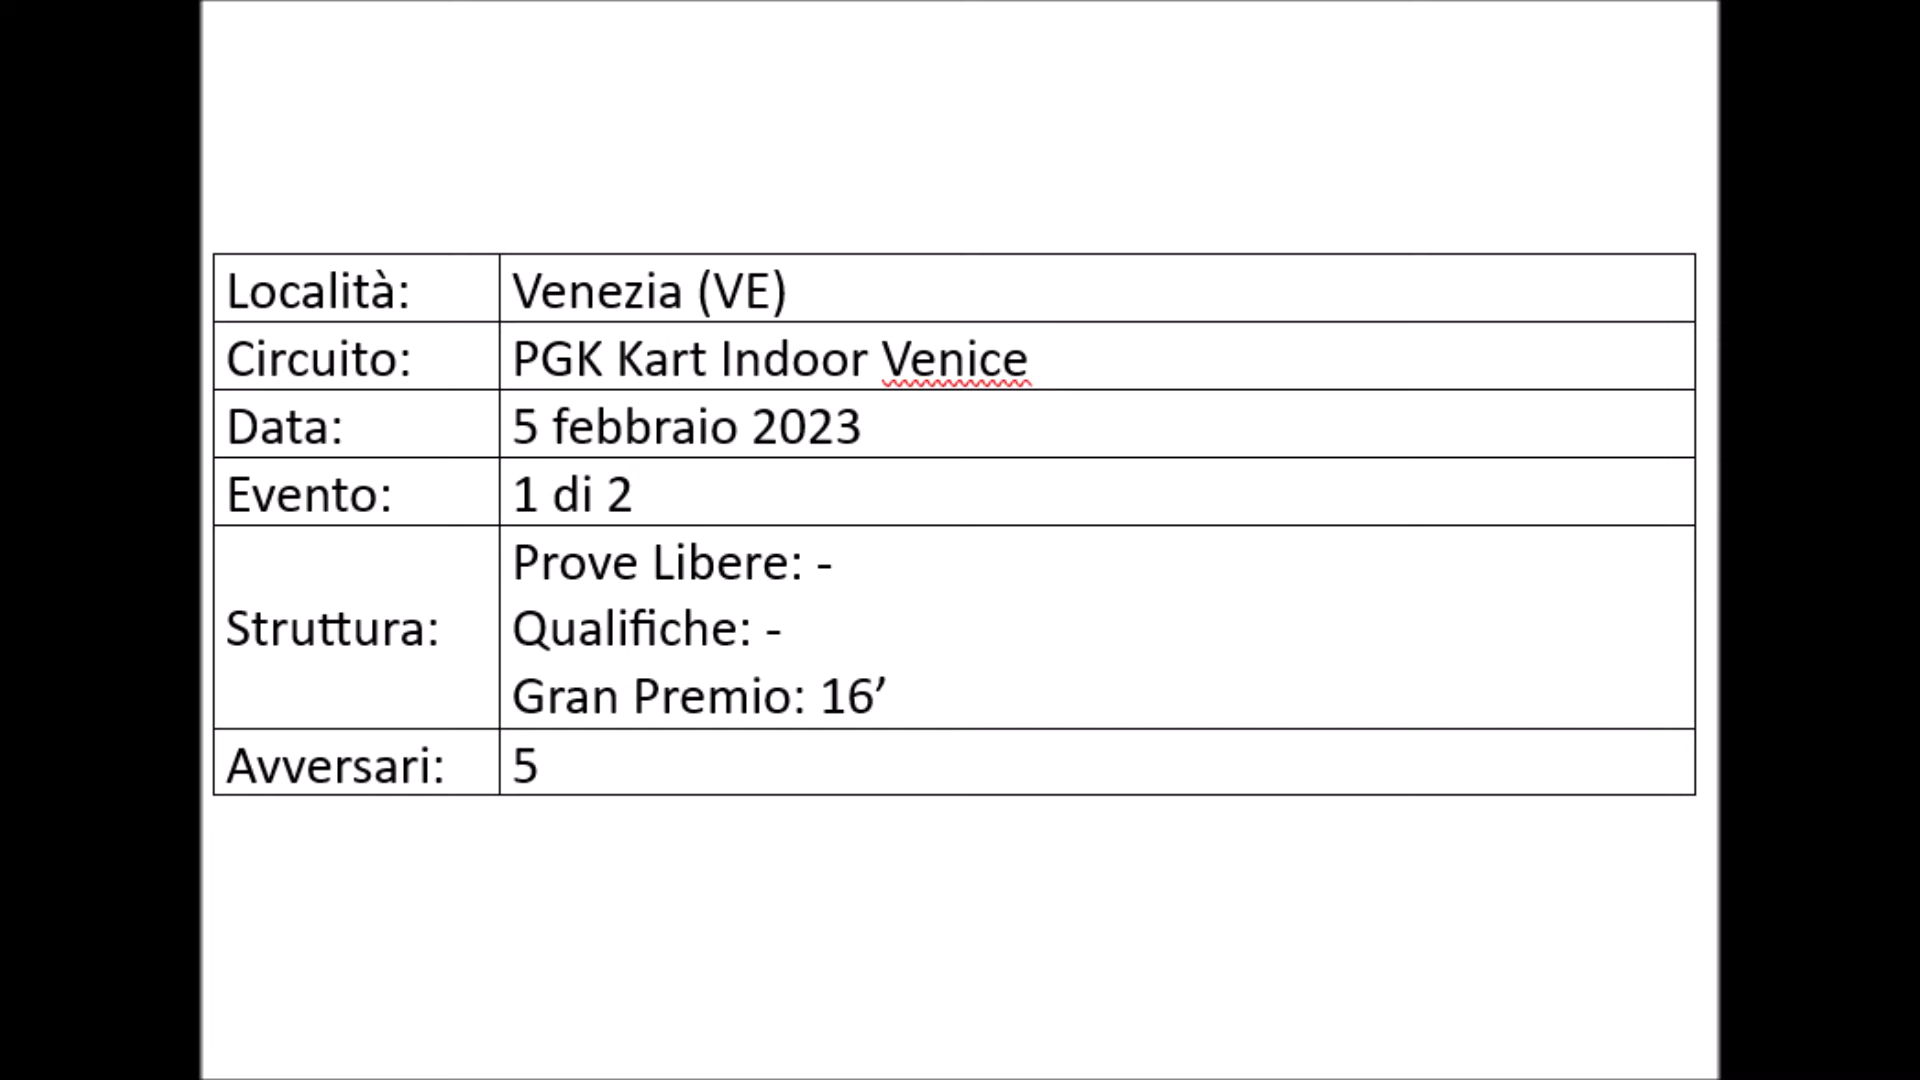 Località: Venezia (VE)
Circuito: PGK Kart Indoor Venice
Data: 5 febbraio 2023
Evento: 1 di 2
Struttura:
Prove Libere: -
Qualifiche: -
Gran Premio: 16’
Avversari: 5